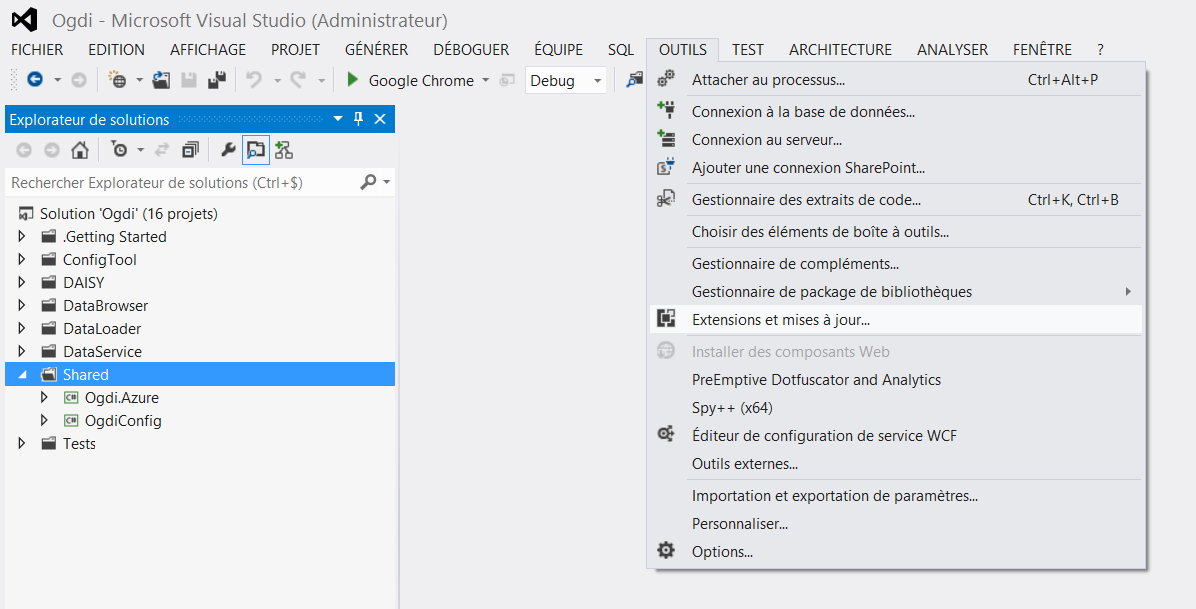 Ogdi - Microsoft Visual Studio (Administrateur)
FICHIER EDITION AFFICHAGE PROJET GÉNÉRER DÉBOGUER ÉQUIPE SQL OUTILS TEST ARCHITECTURE ANALYSER FENÊTRE ?
Google Chrome Debug
Explorateur de solutions
Rechercher Explorateur de solutions (Ctrl+$)
Solution 'Ogdi' (16 projets)
.Getting Started
ConfigTool
DAISY
DataBrowser
DataLoader
DataService
Shared
C# Ogdi.Azure
C# OgdiConfig
Tests
Attacher au processus... Ctrl+Alt+P
Connexion à la base de données...
Connexion au serveur...
Ajouter une connexion SharePoint...
Gestionnaire des extraits de code... Ctrl+K, Ctrl+B
Choisir des éléments de boîte à outils...
Gestionnaire de compléments...
Gestionnaire de package de bibliothèques
Extensions et mises à jour...
Installer des composants Web
PreEmptive Dotfuscator and Analytics
Spy++ (x64)
Éditeur de configuration de service WCF
Outils externes...
Importation et exportation de paramètres...
Personnaliser...
Options...